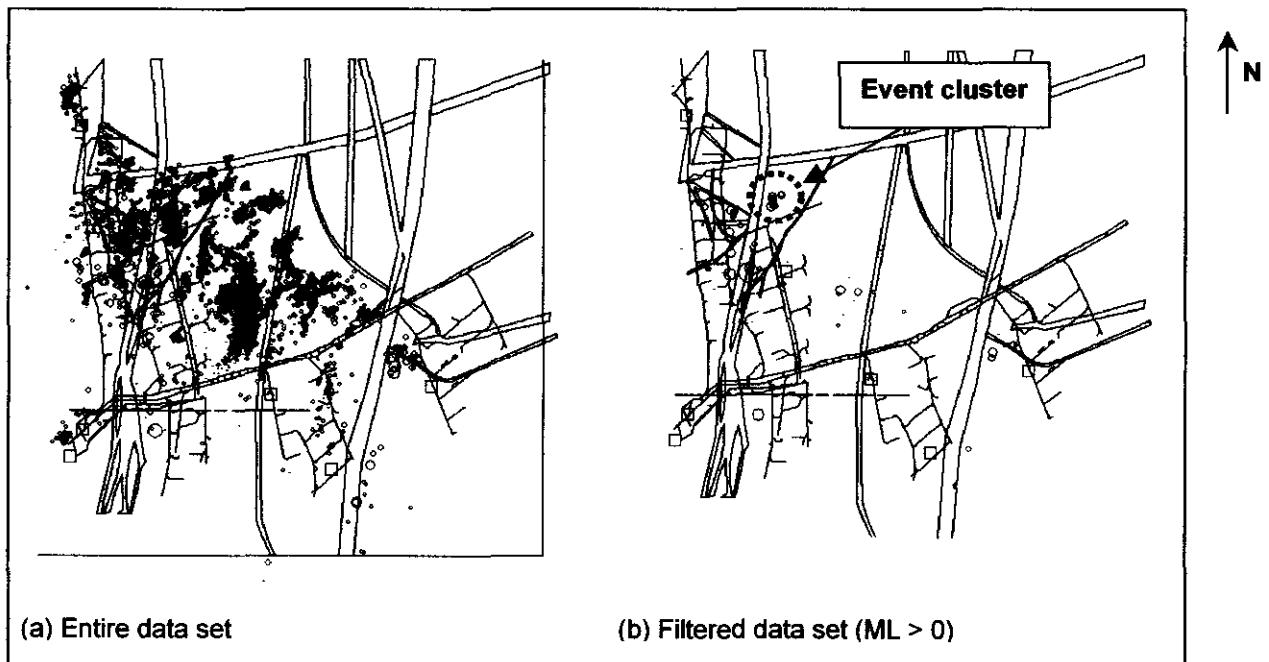 N
Event cluster
(a) Entire data set
(b) Filtered data set (ML > 0)